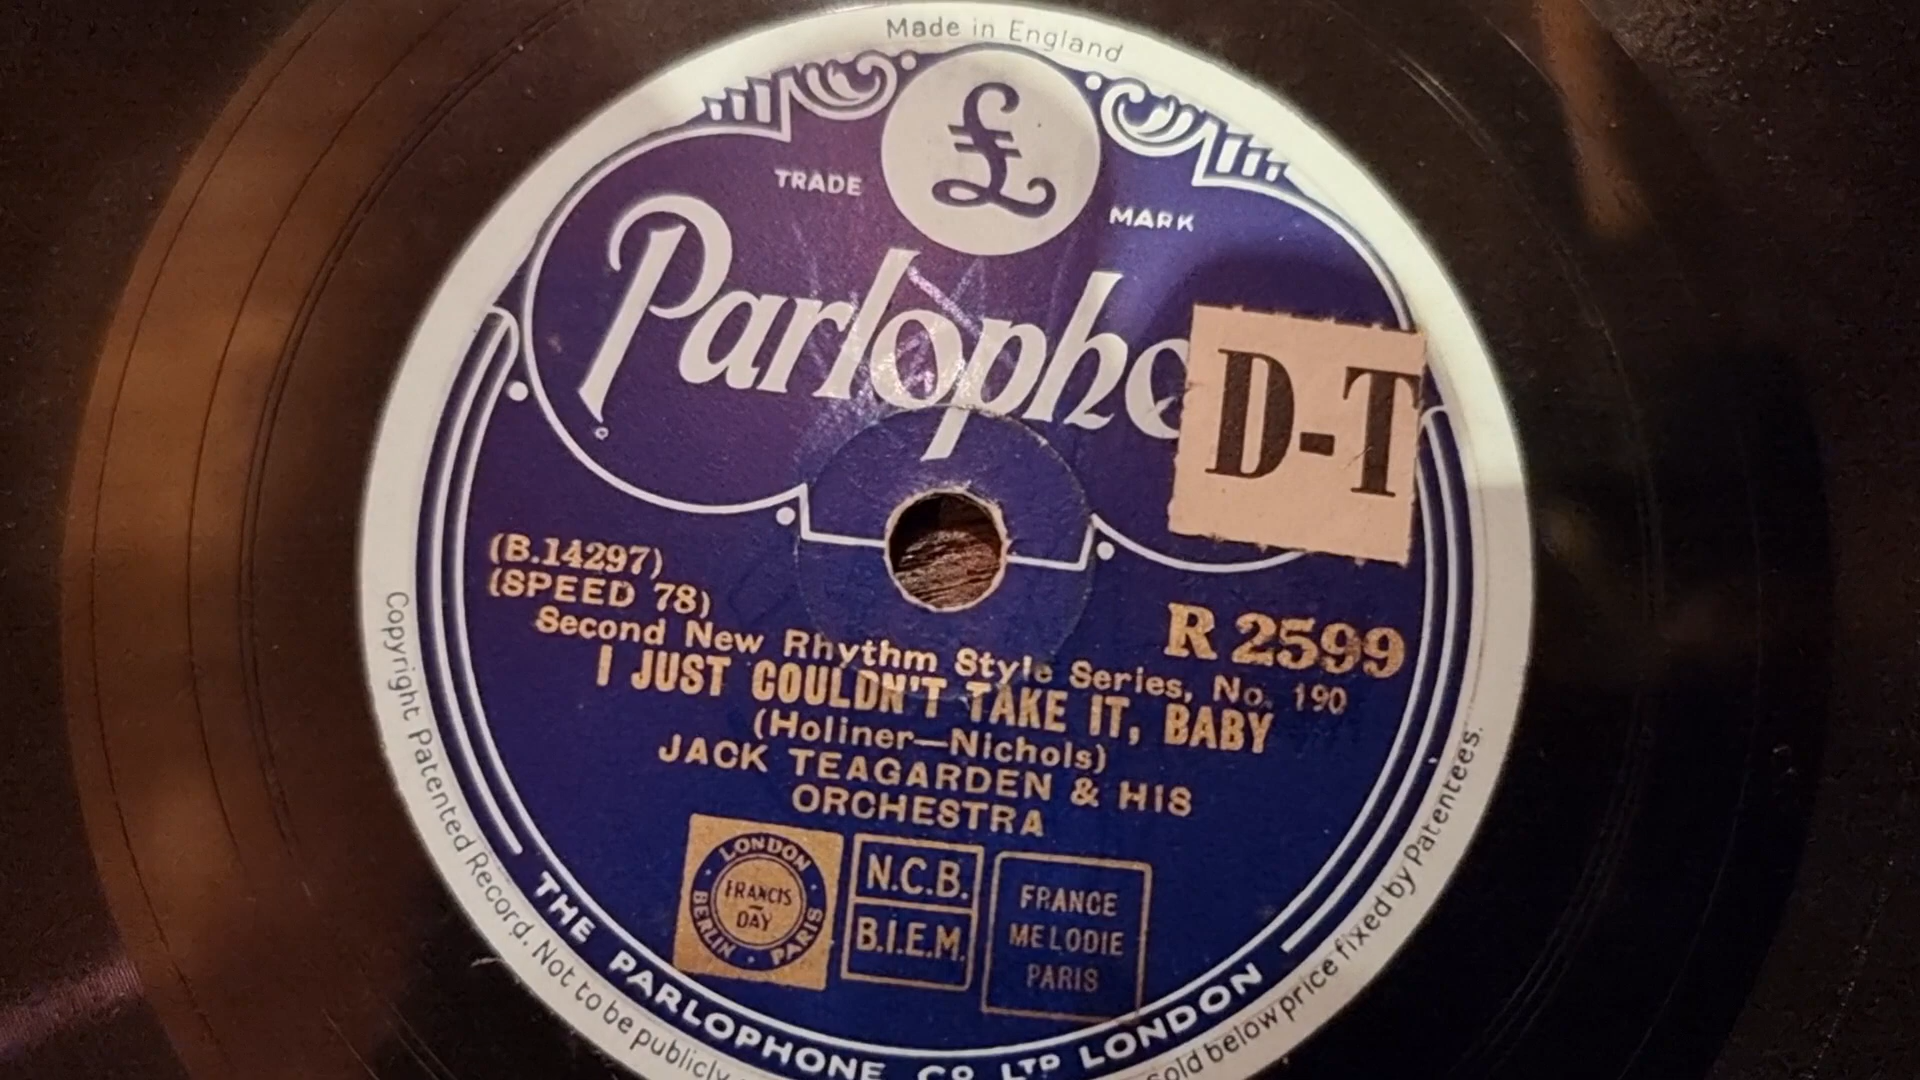 Made in England
£
TRADE
MARK
Parlopho
D-T
(B.14297)
(SPEED 78)
R 2599
Second New Rhythm Style Series, No. 190
I JUST COULDN'T TAKE IT, BABY
(Holiner—Nichols)
JACK TEAGARDEN & HIS
ORCHESTRA
LONDON
FRANCIS
DAY
BERLIN · PARIS
N.C.B.
B.I.E.M.
FRANCE
MELODIE
PARIS
THE PARLOPHONE CO LTD LONDON
Copyright Patented Record. Not to be publicly
Sold below price fixed by Patentees.